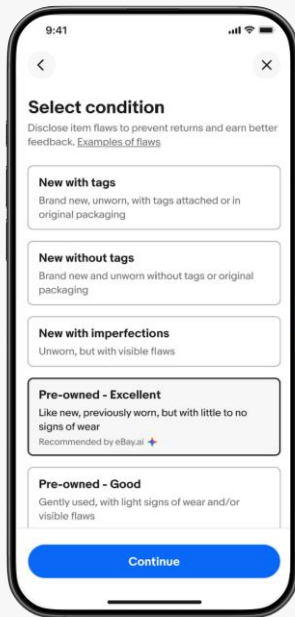 9:41
Select condition
Disclose item flaws to prevent returns and earn better
feedback. Examples of flaws
New with tags
Brand new, unworn, with tags attached or in
original packaging
New without tags
Brand new and unworn without tags or original
packaging
New with imperfections
Unworn, but with visible flaws
Pre-owned - Excellent
Like new, previously worn, but with little to no
signs of wear
Recommended by eBay.ai
Pre-owned - Good
Gently used, with light signs of wear and/or
visible flaws
Continue